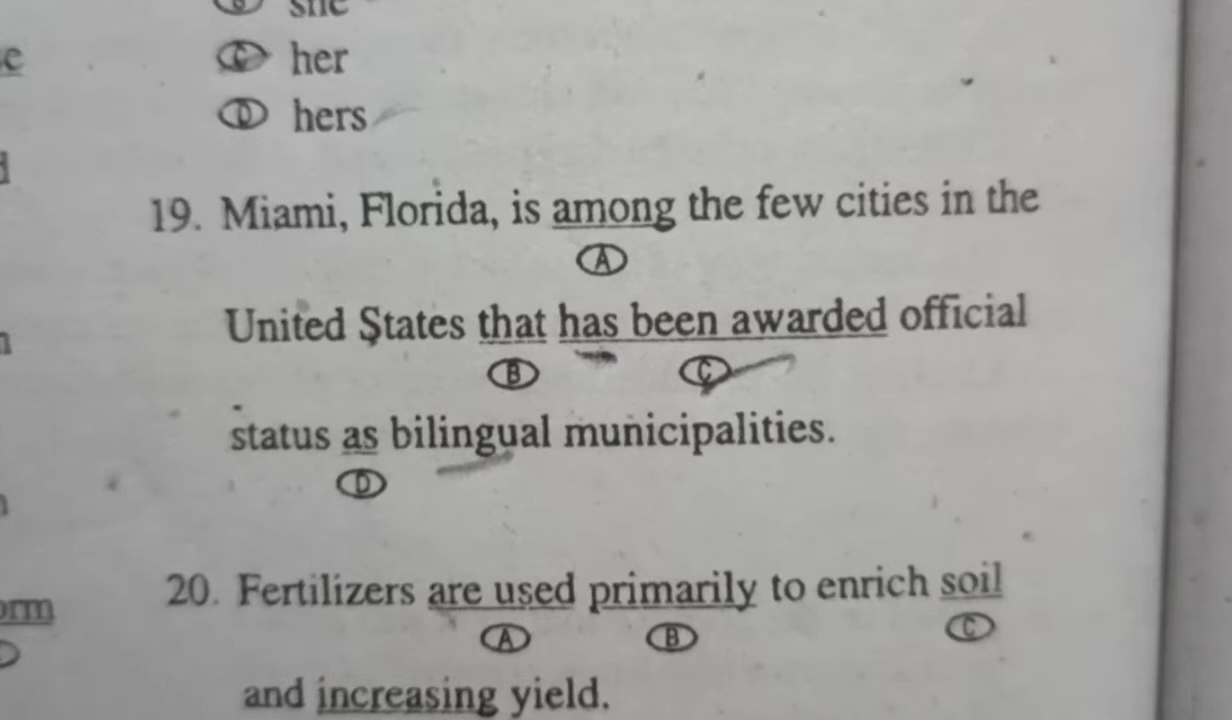 she
C her
D hers
19. Miami, Florida, is among the few cities in the
A
United States that has been awarded official
B C
status as bilingual municipalities.
D
20. Fertilizers are used primarily to enrich soil
A B C
and increasing yield.